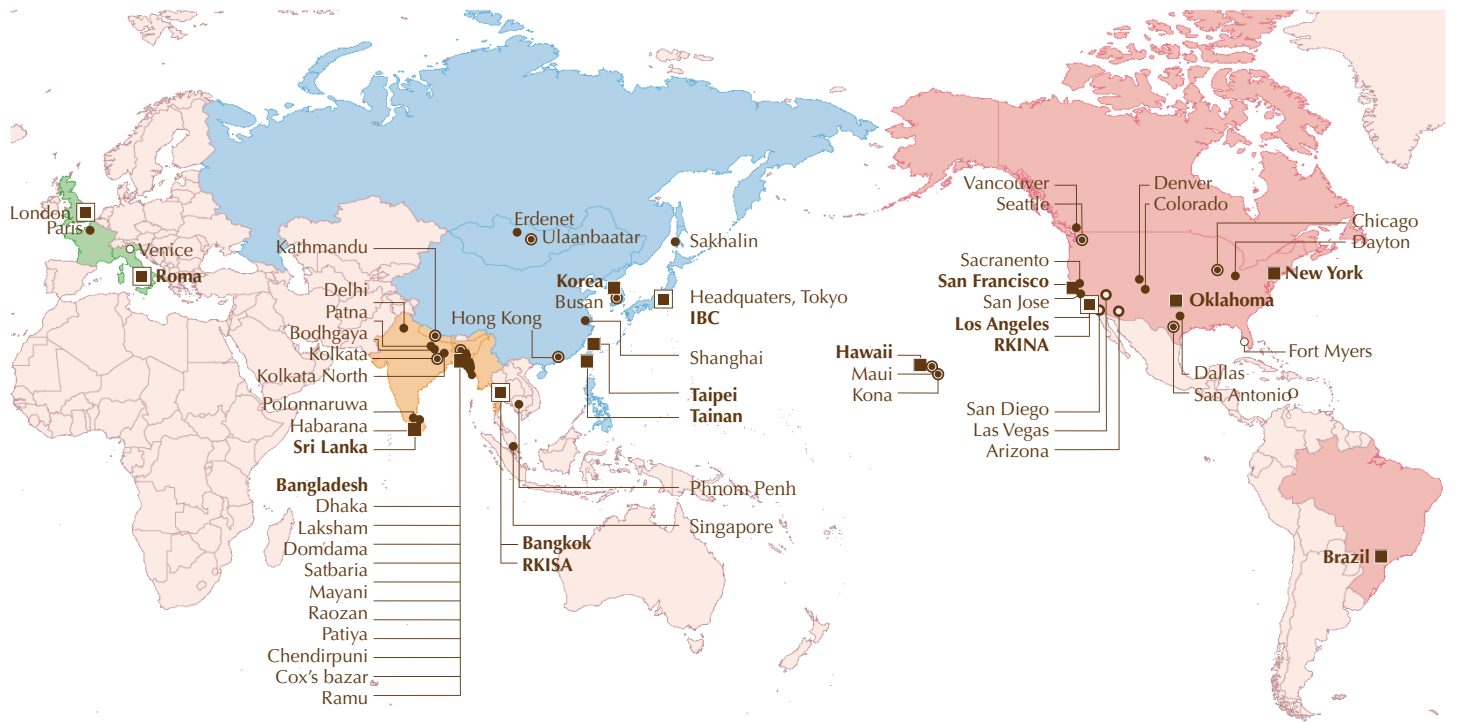 London
Paris
Venice
Roma
Kathmandu
Delhi
Patna
Bodhgaya
Kolkata
Kolkata North
Polonnaruwa
Habarana
Sri Lanka
Bangladesh
Dhaka
Laksham
Domdama
Satbaria
Mayani
Raozan
Patiya
Chendirpuni
Cox's bazar
Ramu
Erdenet
Ulaanbaatar
Sakhalin
Korea
Busan
Headquaters, Tokyo
IBC
Hong Kong
Shanghai
Taipei
Tainan
Phnom Penh
Singapore
Bangkok
RKISA
Hawaii
Maui
Kona
Vancouver
Seattle
Sacranento
San Francisco
San Jose
Los Angeles
RKINA
San Diego
Las Vegas
Arizona
Denver
Colorado
Chicago
Dayton
New York
Oklahoma
Fort Myers
Dallas
San Antonio
Brazil